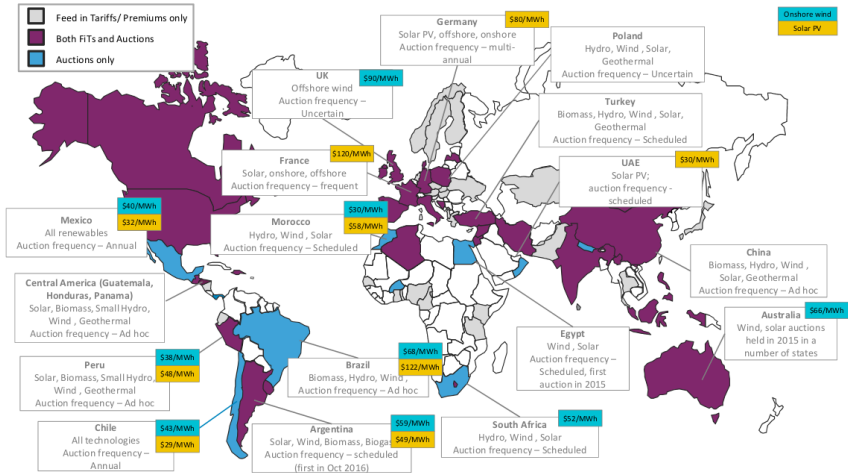 Feed in Tariffs/ Premiums only
Both FiTs and Auctions
Auctions only
Onshore wind
Solar PV
Germany
$80/MWh
Solar PV, offshore, onshore
Auction frequency – multi-
annual
Poland
Hydro, Wind , Solar,
Geothermal
Auction frequency – Uncertain
UK
$90/MWh
Offshore wind
Auction frequency –
Uncertain
Turkey
Biomass, Hydro, Wind , Solar,
Geothermal
Auction frequency – Scheduled
France
$120/MWh
Solar, onshore, offshore
Auction frequency – frequent
UAE
$30/MWh
Solar PV;
auction frequency -
scheduled
Mexico
$40/MWh
$32/MWh
All renewables
Auction frequency – Annual
Morocco
$30/MWh
$58/MWh
Hydro, Wind , Solar
Auction frequency – Scheduled
China
Biomass, Hydro, Wind ,
Solar, Geothermal
Auction frequency – Ad hoc
Central America (Guatemala,
Honduras, Panama)
Solar, Biomass, Small Hydro,
Wind , Geothermal
Auction frequency – Ad hoc
Australia
$66/MWh
Wind, solar auctions
held in 2015 in a
number of states
Egypt
Wind , Solar
Auction frequency –
Scheduled, first
auction in 2015
Peru
$38/MWh
$48/MWh
Solar, Biomass, Small Hydro,
Wind , Geothermal
Auction frequency – Ad hoc
Brazil
$68/MWh
$122/MWh
Biomass, Hydro, Wind ,
Auction frequency – Ad hoc
Chile
$43/MWh
$29/MWh
All technologies
Auction frequency –
Annual
Argentina
$59/MWh
$49/MWh
Solar, Wind, Biomass, Biogas
Auction frequency – scheduled
(first in Oct 2016)
South Africa
$52/MWh
Hydro, Wind , Solar
Auction frequency – Scheduled